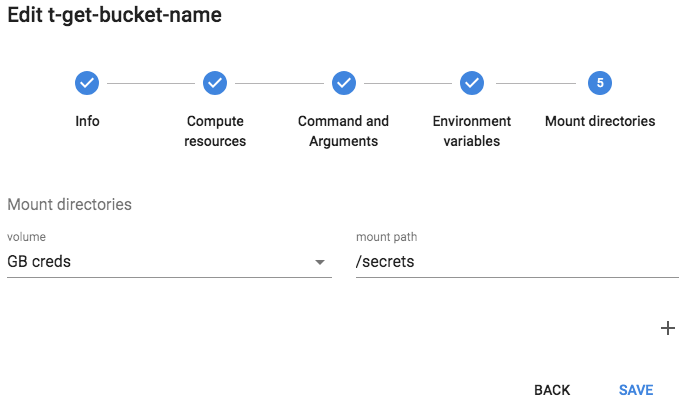 Edit t-get-bucket-name
5
Info
Compute
resources
Command and
Arguments
Environment
variables
Mount directories
Mount directories
volume
mount path
GB creds
/secrets
+
BACK
SAVE